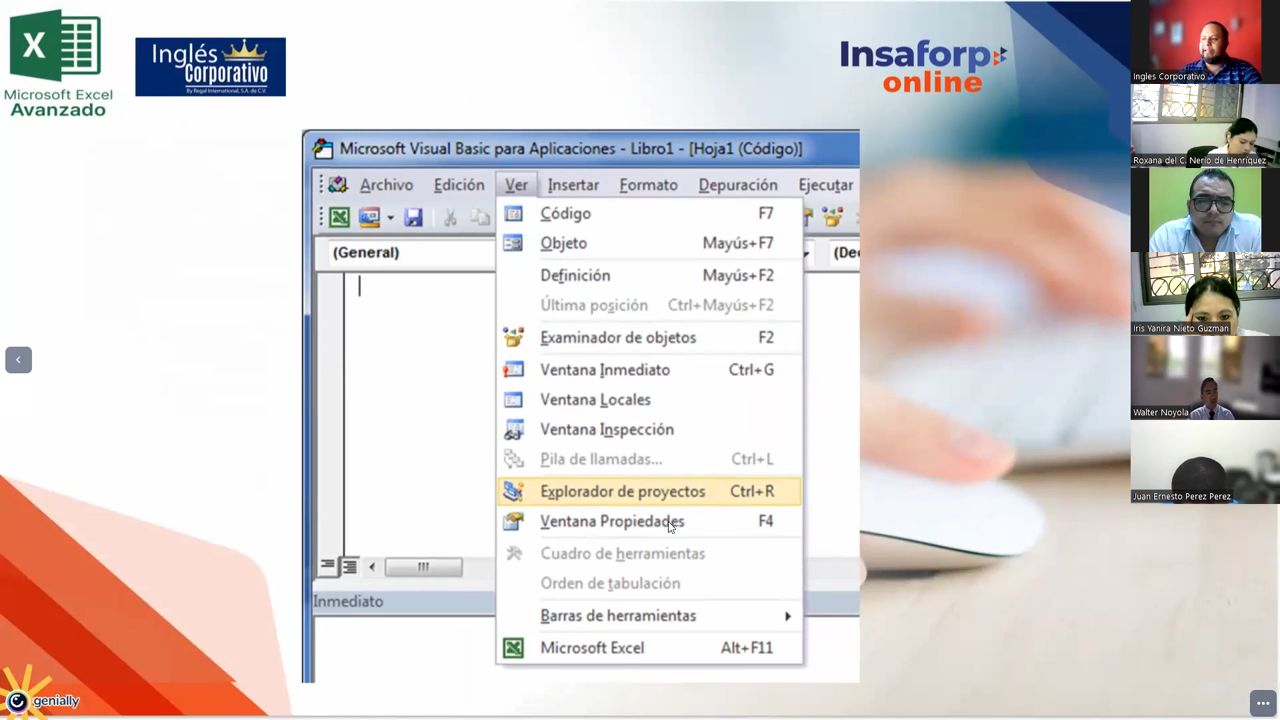 Microsoft Excel
Avanzado
Inglés
Corporativo
By Regal International, S.A. de C.V.
Insaforp
online
Microsoft Visual Basic para Aplicaciones - Libro1 - [Hoja1 (Código)]
Archivo Edición Ver Insertar Formato Depuración Ejecutar
(General)
(Dec
Código F7
Objeto Mayús+F7
Definición Mayús+F2
Última posición Ctrl+Mayús+F2
Examinador de objetos F2
Ventana Inmediato Ctrl+G
Ventana Locales
Ventana Inspección
Pila de llamadas... Ctrl+L
Explorador de proyectos Ctrl+R
Ventana Propiedades F4
Cuadro de herramientas
Orden de tabulación
Barras de herramientas
Microsoft Excel Alt+F11
Inmediato
genially
Ingles Corporativo
Roxana del C. Nerio de Henríquez
Iris Yanira Nieto Guzman
Walter Noyola
Juan Ernesto Perez Perez